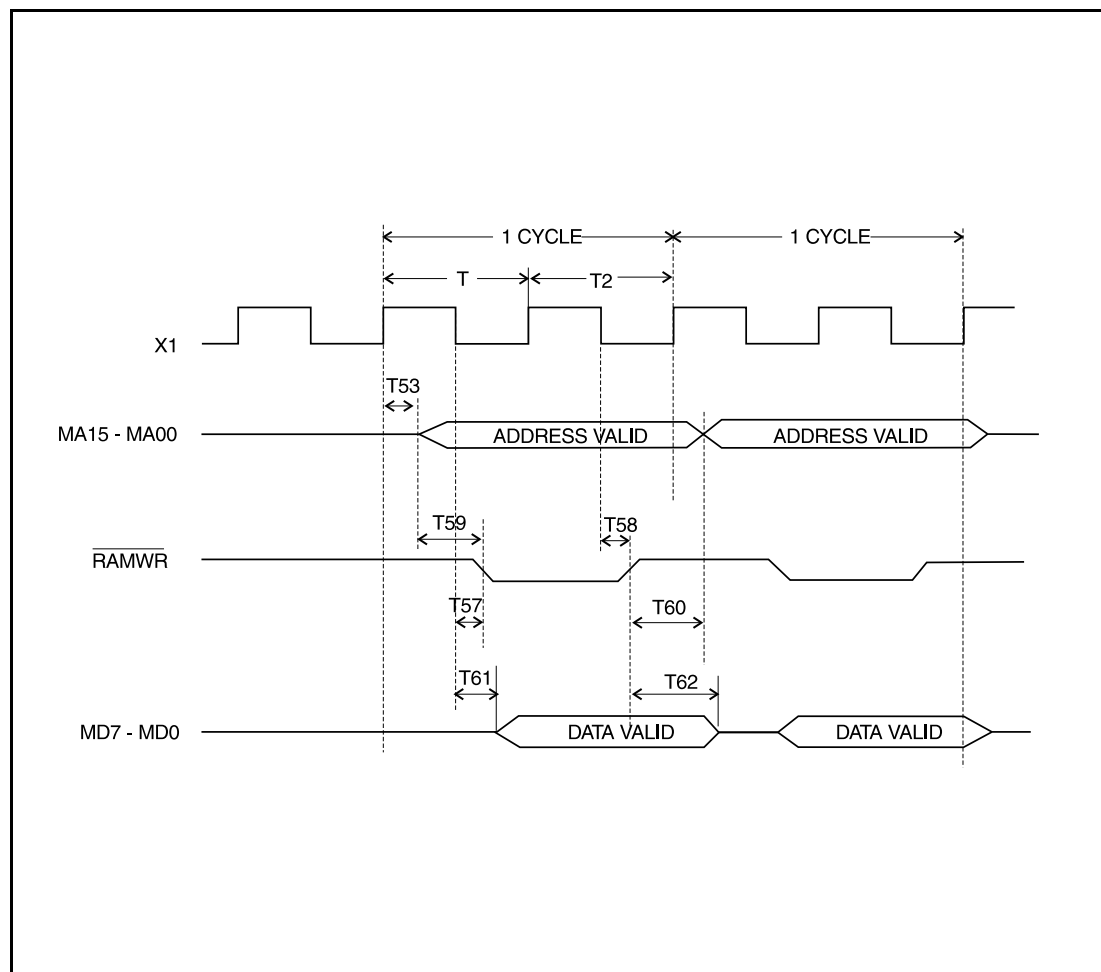 1 CYCLE 1 CYCLE
T T2
X1
T53
MA15 - MA00 ADDRESS VALID ADDRESS VALID
T59 T58
RAMWR
T57 T60
T61 T62
MD7 - MD0 DATA VALID DATA VALID